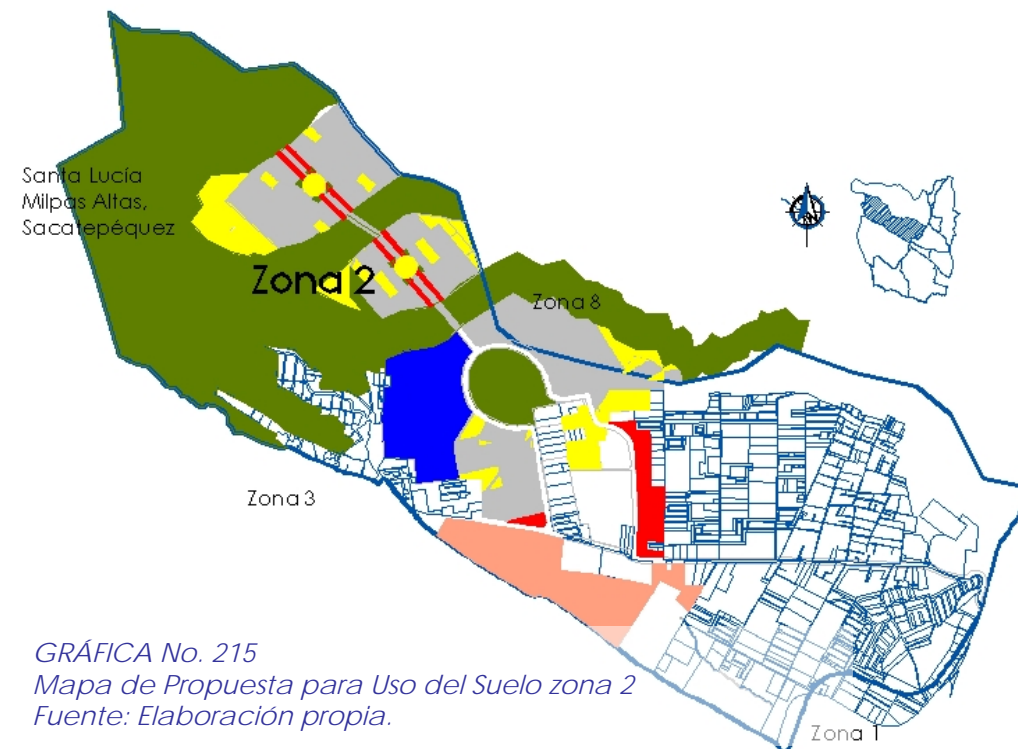 Santa Lucía
Milpas Altas,
Sacatepéquez
Zona 2
Zona 8
Zona 3
GRÁFICA No. 215
Mapa de Propuesta para Uso del Suelo zona 2
Fuente: Elaboración propia.
Zona 1